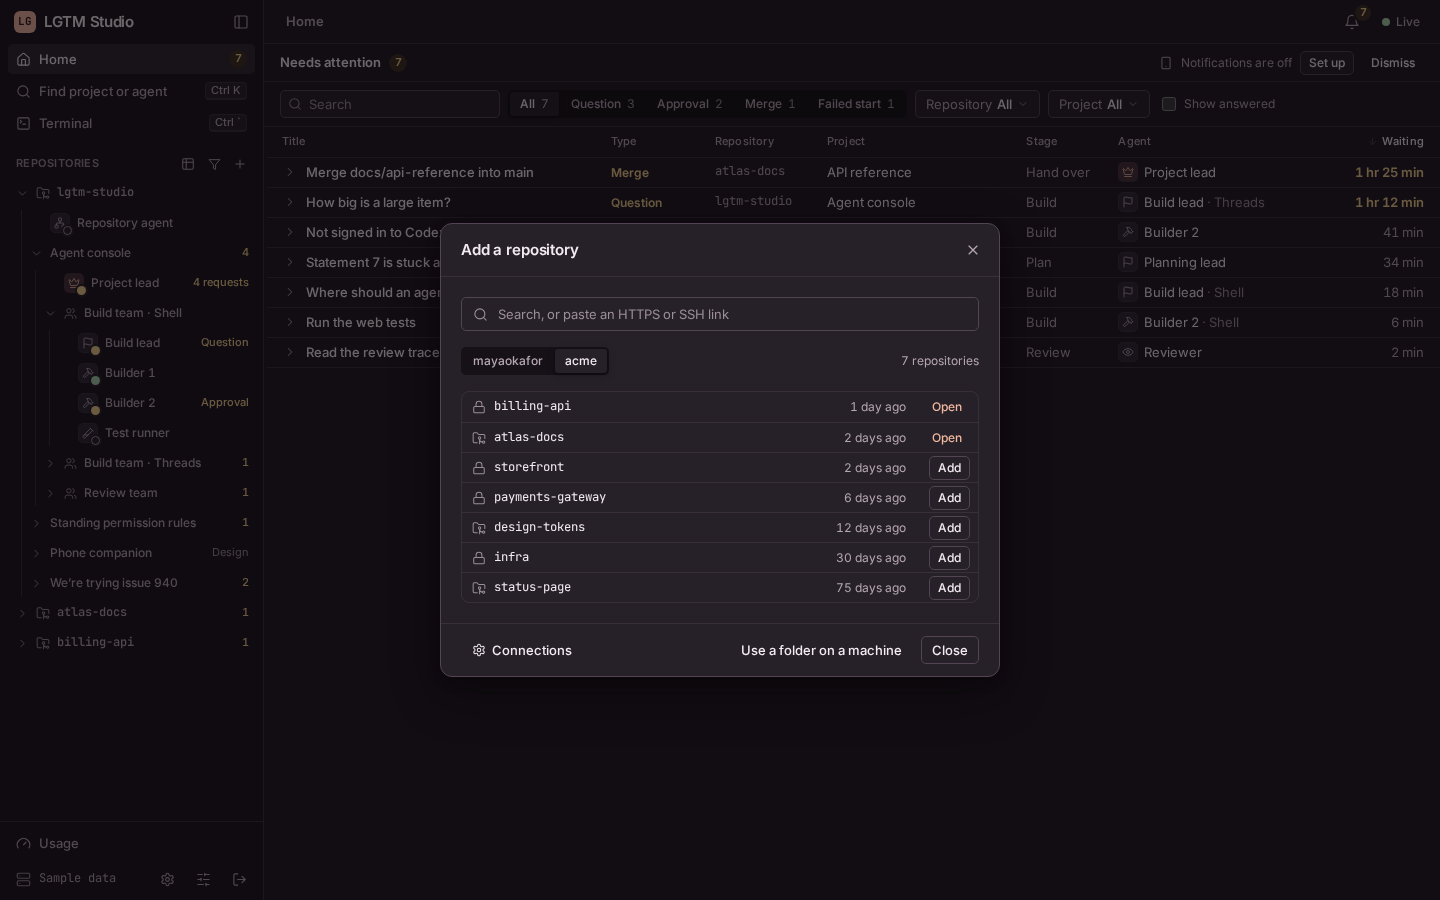 LG LGTM Studio
Home 7
Find project or agent Ctrl K
Terminal Ctrl `
REPOSITORIES
lgtm-studio
Repository agent
Agent console 4
Project lead 4 requests
Build team · Shell
Build lead Question
Builder 1
Builder 2 Approval
Test runner
Build team · Threads 1
Review team 1
Standing permission rules 1
Phone companion Design
We're trying issue 940 2
atlas-docs 1
billing-api 1
Usage
Sample data
Home 7 Live
Needs attention 7 Notifications are off Set up Dismiss
Search All 7 Question 3 Approval 2 Merge 1 Failed start 1 Repository All Project All Show answered
Title Type Repository Project Stage Agent Waiting
Merge docs/api-reference into main Merge atlas-docs API reference Hand over Project lead 1 hr 25 min
How big is a large item? Question lgtm-studio Agent console Build Build lead · Threads 1 hr 12 min
Not signed in to Code Build Builder 2 41 min
Statement 7 is stuck a Plan Planning lead 34 min
Where should an agen Build Build lead · Shell 18 min
Run the web tests Build Builder 2 · Shell 6 min
Read the review trace Review Reviewer 2 min
Add a repository
Search, or paste an HTTPS or SSH link
mayaokafor acme 7 repositories
billing-api 1 day ago Open
atlas-docs 2 days ago Open
storefront 2 days ago Add
payments-gateway 6 days ago Add
design-tokens 12 days ago Add
infra 30 days ago Add
status-page 75 days ago Add
Connections Use a folder on a machine Close